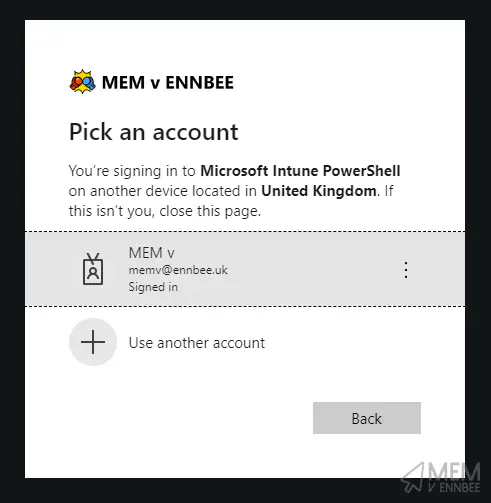 MEM v ENNBEE
Pick an account
You're signing in to Microsoft Intune PowerShell
on another device located in United Kingdom. If
this isn't you, close this page.
MEM v
memv@ennbee.uk
Signed in
Use another account
Back
MEM
V ENNBEE